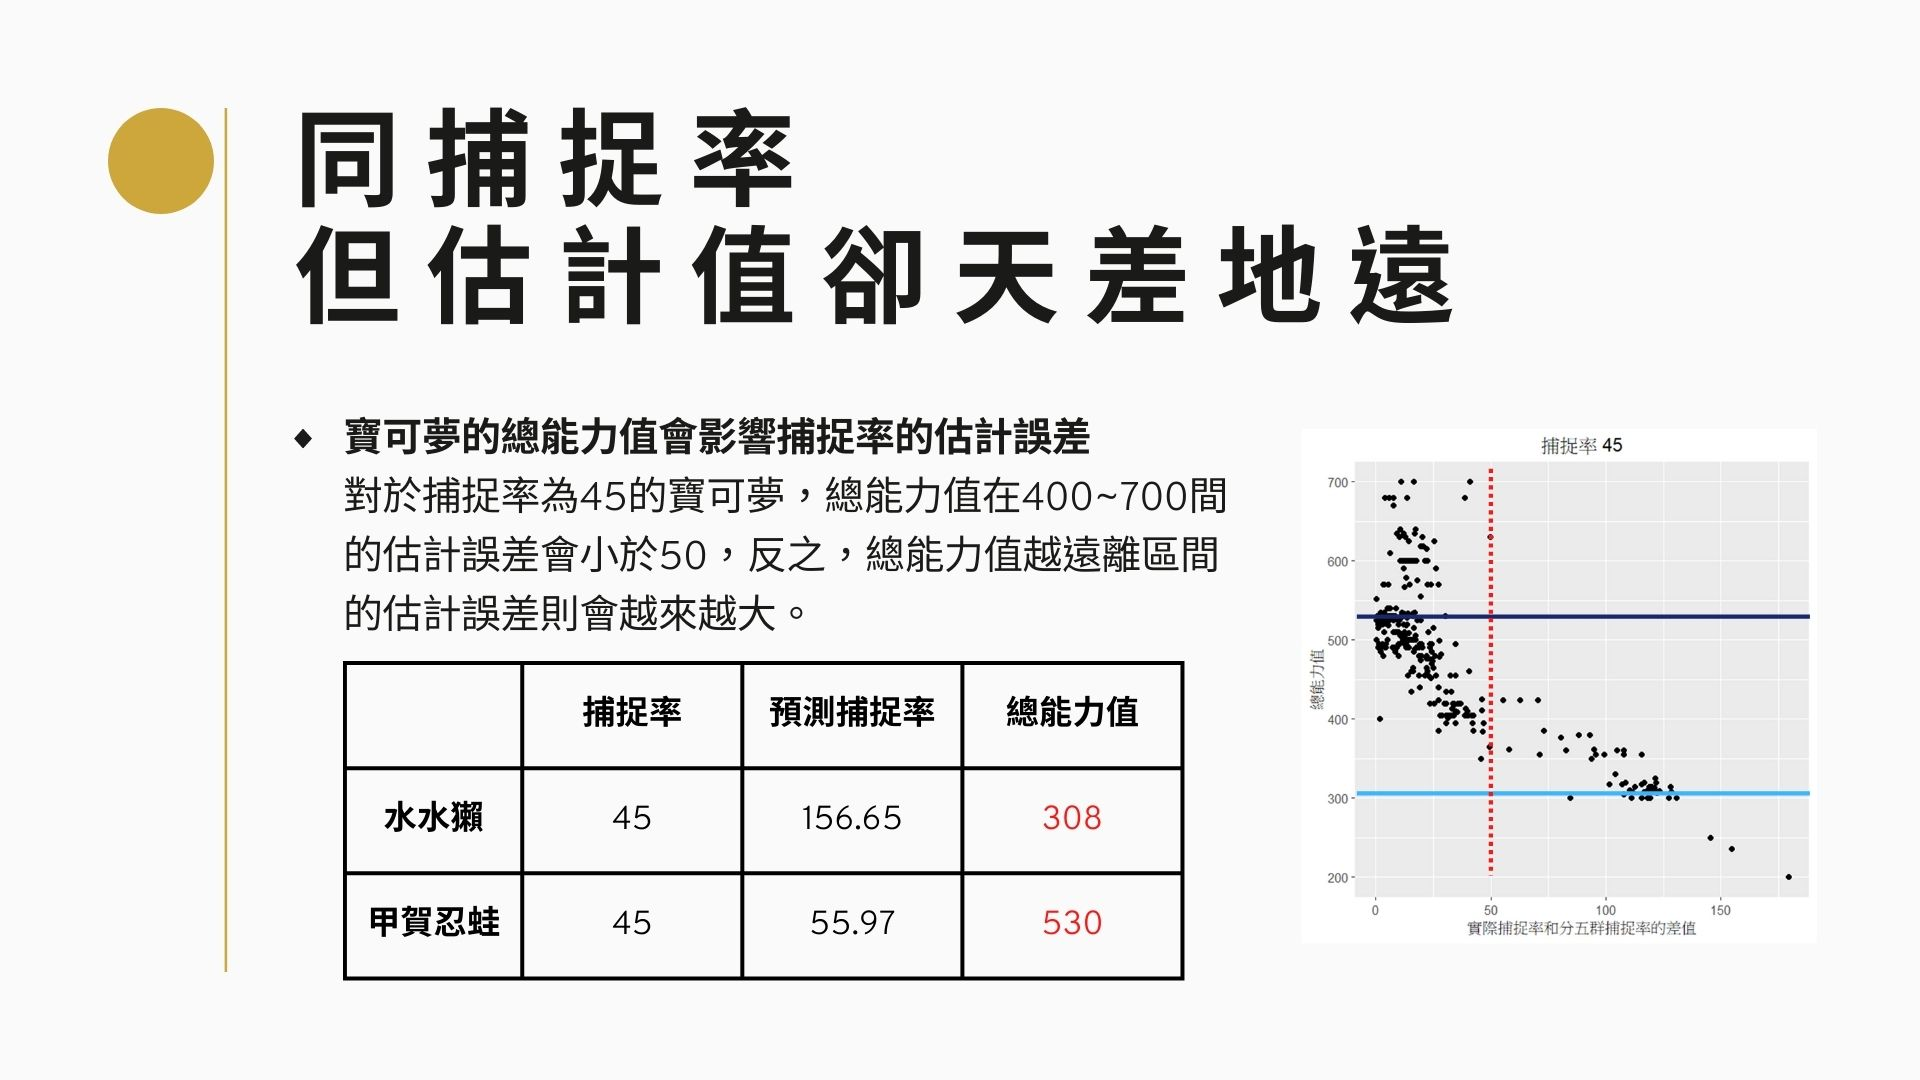 同捕捉率
但估計值卻天差地遠
寶可夢的總能力值會影響捕捉率的估計誤差
對於捕捉率為45的寶可夢，總能力值在400~700間
的估計誤差會小於50，反之，總能力值越遠離區間
的估計誤差則會越來越大。
捕捉率 預測捕捉率 總能力值
水水獺 45 156.65 308
甲賀忍蛙 45 55.97 530
捕捉率 45
總能力值
700
600
500
400
300
200
0 50 100 150
實際捕捉率和分五群捕捉率的差值